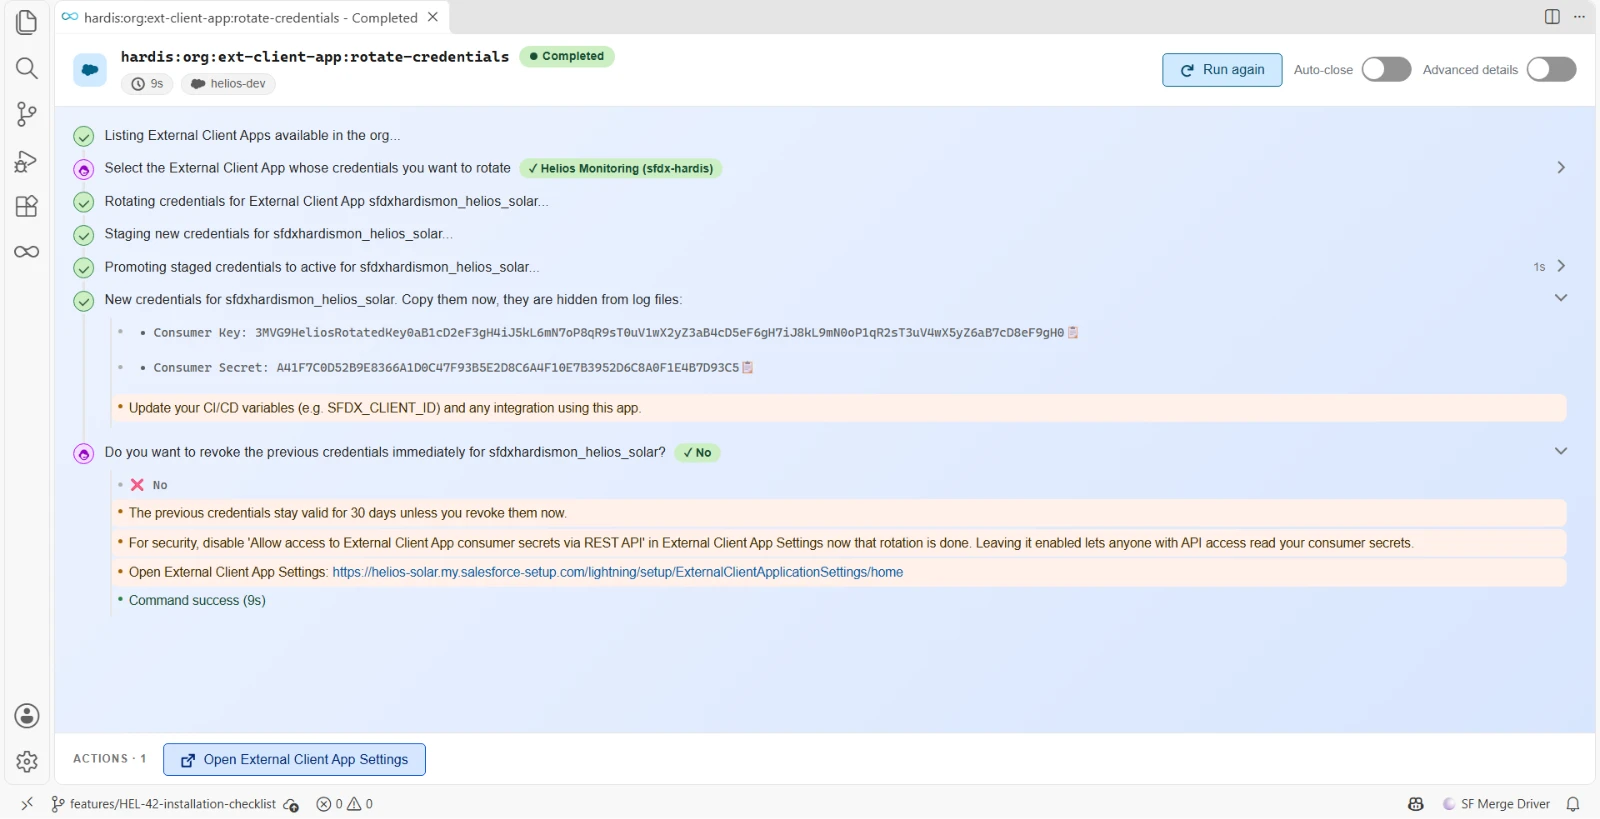 hardis:org:ext-client-app:rotate-credentials - Completed
hardis:org:ext-client-app:rotate-credentials
Completed
9s
helios-dev
Run again
Auto-close
Advanced details
Listing External Client Apps available in the org...
Select the External Client App whose credentials you want to rotate ✓ Helios Monitoring (sfdx-hardis)
Rotating credentials for External Client App sfdxhardismon_helios_solar...
Staging new credentials for sfdxhardismon_helios_solar...
Promoting staged credentials to active for sfdxhardismon_helios_solar... 1s
New credentials for sfdxhardismon_helios_solar. Copy them now, they are hidden from log files:
• Consumer Key: 3MVG9HeliosRotatedKey0aB1cD2eF3gH4iJ5kL6mN7oP8qR9sT0uV1wX2yZ3aB4cD5eF6gH7iJ8kL9mN0oP1qR2sT3uV4wX5yZ6aB7cD8eF9gH0
• Consumer Secret: A41F7C0D52B9E8366A1D0C47F93B5E2D8C6A4F10E7B3952D6C8A0F1E4B7D93C5
• Update your CI/CD variables (e.g. SFDX_CLIENT_ID) and any integration using this app.
Do you want to revoke the previous credentials immediately for sfdxhardismon_helios_solar? ✓ No
❌ No
• The previous credentials stay valid for 30 days unless you revoke them now.
• For security, disable 'Allow access to External Client App consumer secrets via REST API' in External Client App Settings now that rotation is done. Leaving it enabled lets anyone with API access read your consumer secrets.
• Open External Client App Settings: https://helios-solar.my.salesforce-setup.com/lightning/setup/ExternalClientApplicationSettings/home
• Command success (9s)
ACTIONS · 1
Open External Client App Settings
features/HEL-42-installation-checklist
0 0
SF Merge Driver